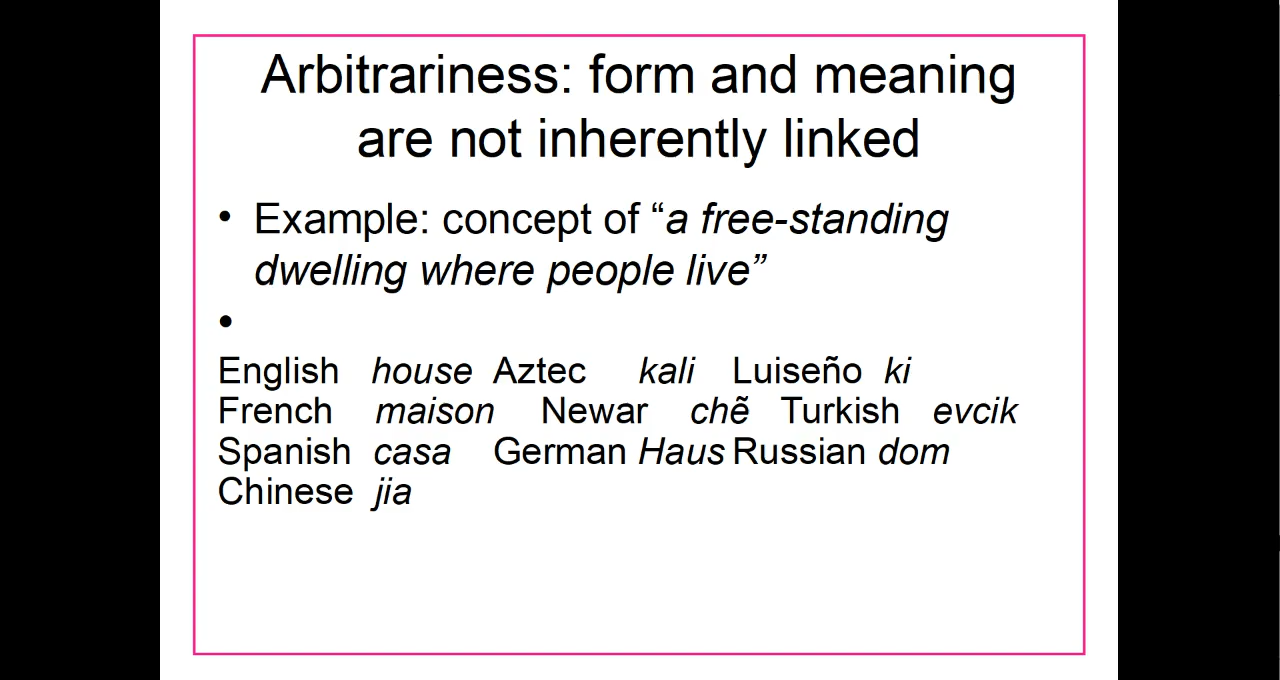 Arbitrariness: form and meaning
are not inherently linked
• Example: concept of “a free-standing
dwelling where people live”
•
English house Aztec kali Luiseño ki
French maison Newar chẽ Turkish evcik
Spanish casa German Haus Russian dom
Chinese jia